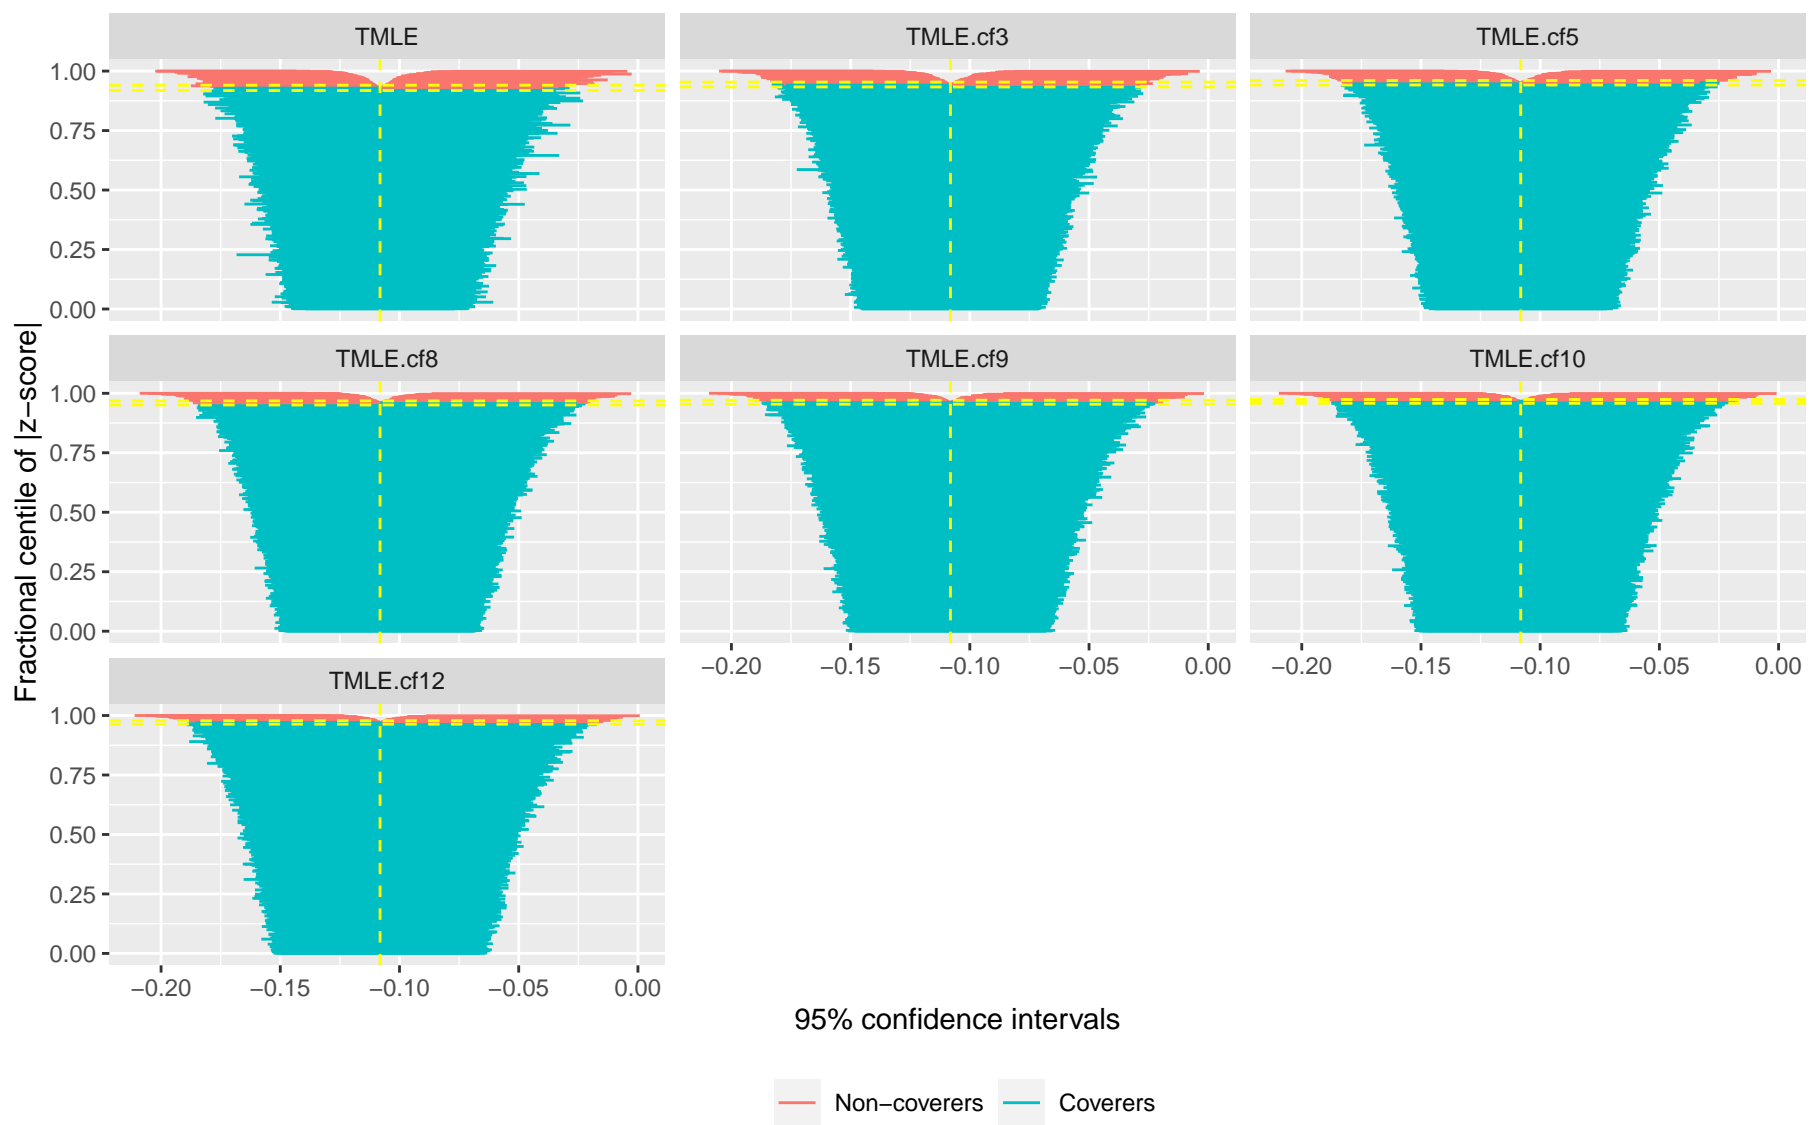 TMLE TMLE.cf3 TMLE.cf5
1.00
0.75
0.50
0.25
0.00
TMLE.cf8 TMLE.cf9 TMLE.cf10
1.00
0.75
0.50
0.25
0.00
−0.20 −0.15 −0.10 −0.05 0.00 −0.20 −0.15 −0.10 −0.05 0.00
TMLE.cf12
1.00
0.75
0.50
0.25
0.00
−0.20 −0.15 −0.10 −0.05 0.00
Fractional centile of |z−score|
95% confidence intervals
Non−coverers Coverers